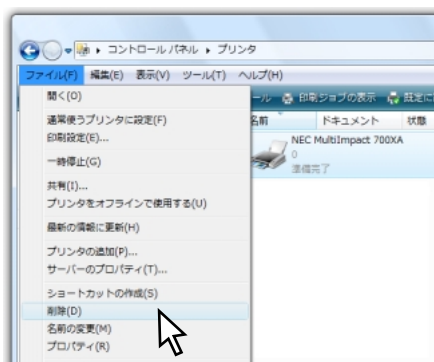 コントロール パネル ▸ プリンタ
ファイル(F) 編集(E) 表示(V) ツール(T) ヘルプ(H)
ール 印刷ジョブの表示 既定に
名前 ドキュメント 状態
NEC MultiImpact 700XA
0
準備完了
開く(O)
通常使うプリンタに設定(F)
印刷設定(E)...
一時停止(G)
共有(I)...
プリンタをオフラインで使用する(U)
最新の情報に更新(H)
プリンタの追加(P)...
サーバーのプロパティ(T)...
ショートカットの作成(S)
削除(D)
名前の変更(M)
プロパティ(R)